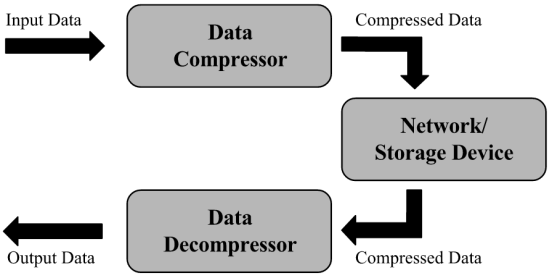 Input Data
Data
Compressor
Compressed Data
Network/
Storage Device
Compressed Data
Data
Decompressor
Output Data